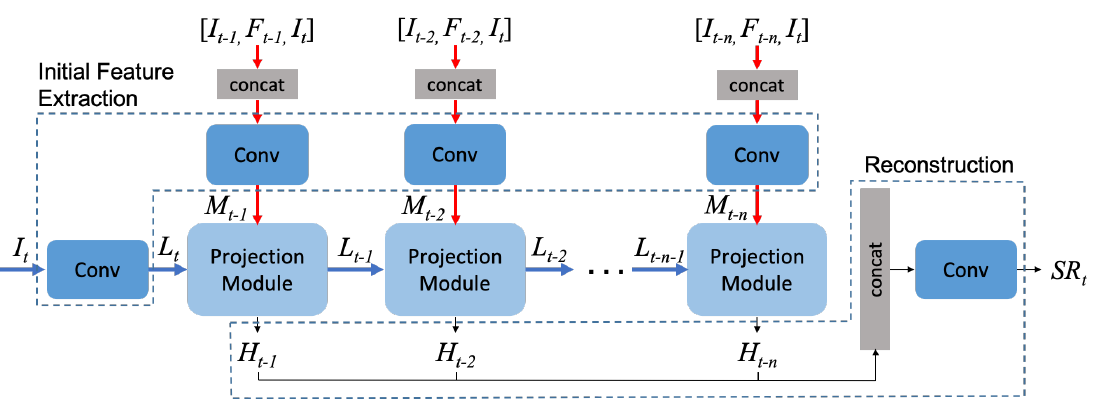 [I_{t-1}, F_{t-1}, I_t] [I_{t-2}, F_{t-2}, I_t] [I_{t-n}, F_{t-n}, I_t]
Initial Feature
Extraction
concat concat concat
Conv Conv Conv
Reconstruction
M_{t-1} M_{t-2} M_{t-n}
I_t Conv L_t Projection Module L_{t-1} Projection Module L_{t-2} ... L_{t-n-1} Projection Module concat Conv SR_t
H_{t-1} H_{t-2} H_{t-n}